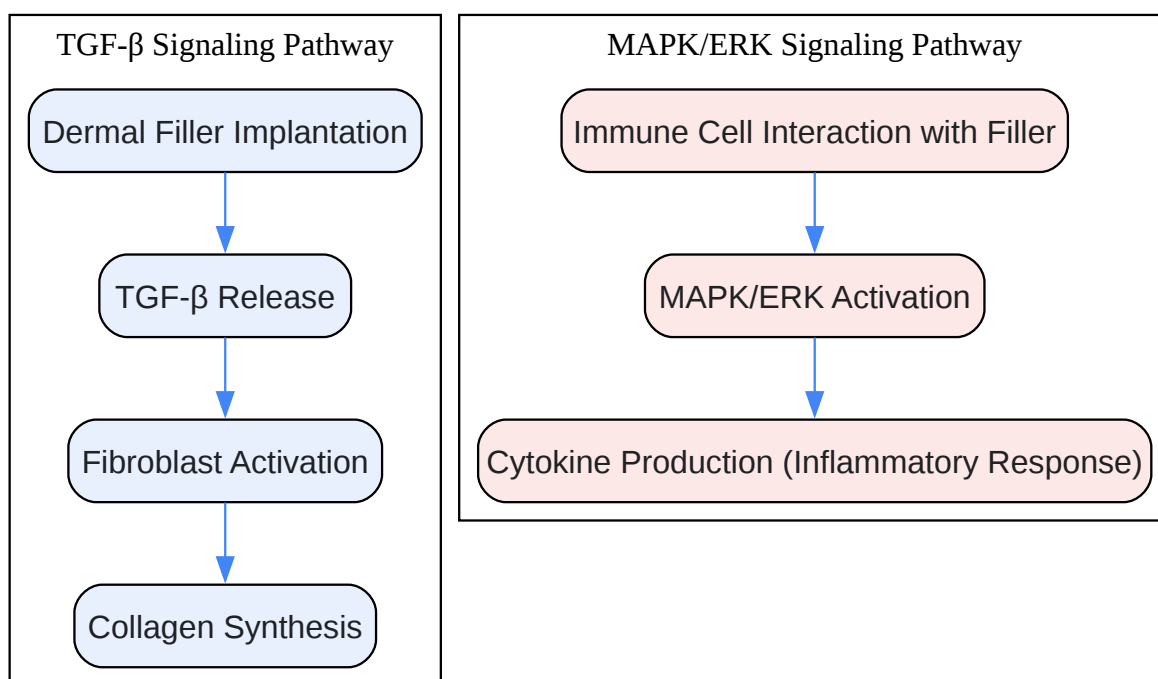 TGF-β Signaling Pathway
Dermal Filler Implantation
TGF-β Release
Fibroblast Activation
Collagen Synthesis
MAPK/ERK Signaling Pathway
Immune Cell Interaction with Filler
MAPK/ERK Activation
Cytokine Production (Inflammatory Response)